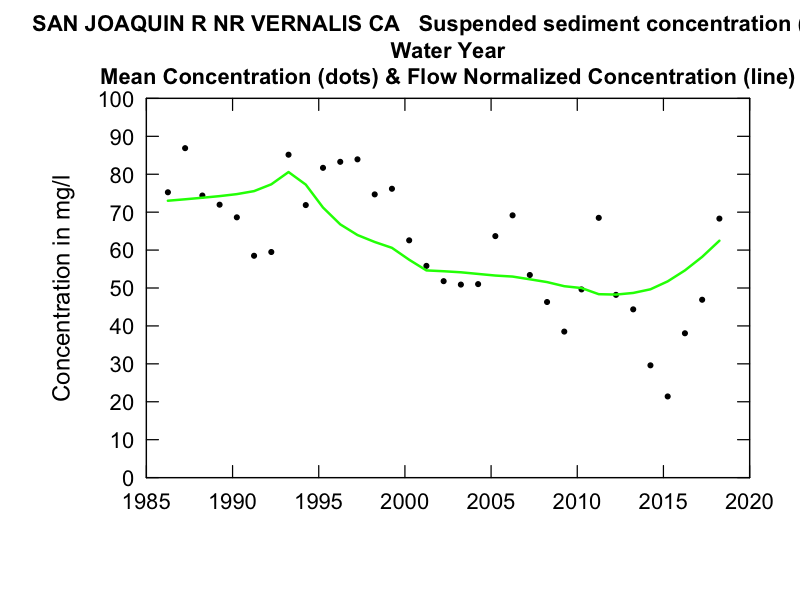 SAN JOAQUIN R NR VERNALIS CA Suspended sediment concentration (
Water Year
Mean Concentration (dots) & Flow Normalized Concentration (line)
Concentration in mg/l
100
90
80
70
60
50
40
30
20
10
0
1985 1990 1995 2000 2005 2010 2015 2020